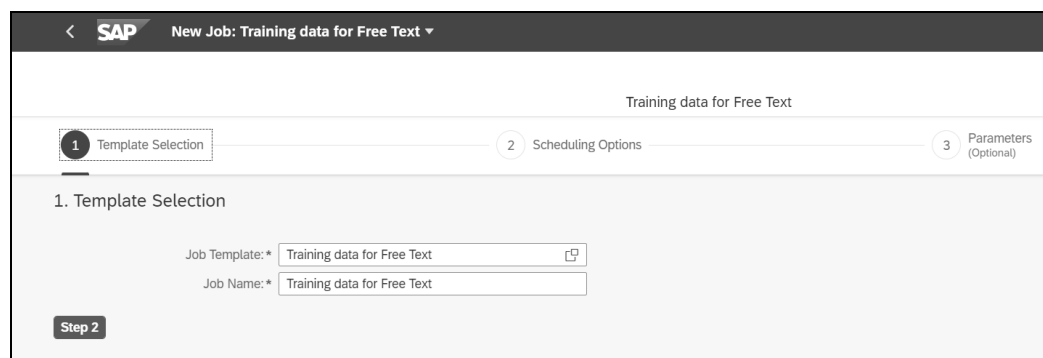 SAP New Job: Training data for Free Text
Training data for Free Text
1 Template Selection 2 Scheduling Options 3 Parameters
(Optional)
1. Template Selection
Job Template:* Training data for Free Text
Job Name:* Training data for Free Text
Step 2